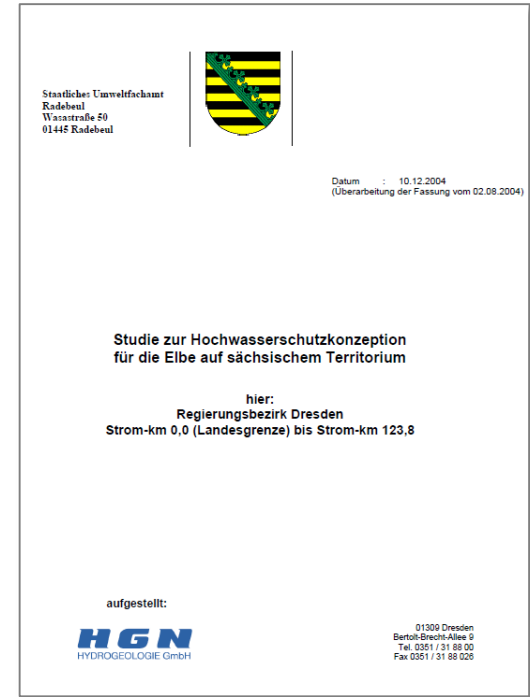 Staatliches Umweltfachamt
Radebeul
Wasastraße 50
01445 Radebeul
Datum : 10.12.2004
(Überarbeitung der Fassung vom 02.08.2004)
Studie zur Hochwasserschutzkonzeption
für die Elbe auf sächsischem Territorium
hier:
Regierungsbezirk Dresden
Strom-km 0,0 (Landesgrenze) bis Strom-km 123,8
aufgestellt:
HGN
HYDROGEOLOGIE GmbH
01309 Dresden
Bertolt-Brecht-Allee 9
Tel. 0351 / 31 88 00
Fax 0351 / 31 88 026